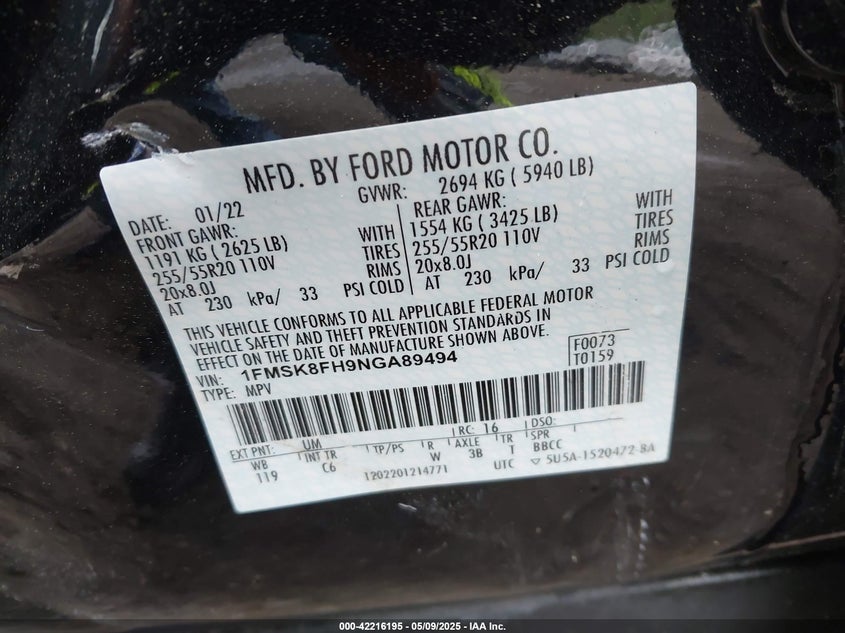 MFD. BY FORD MOTOR CO.
DATE: 01/22
GVWR: 2694 KG ( 5940 LB)
FRONT GAWR:
1191 KG ( 2625 LB) WITH
255/55R20 110V TIRES
20x8.0J RIMS
AT 230 kPa/ 33 PSI COLD
REAR GAWR:
1554 KG ( 3425 LB) WITH
255/55R20 110V TIRES
20x8.0J RIMS
AT 230 kPa/ 33 PSI COLD
THIS VEHICLE CONFORMS TO ALL APPLICABLE FEDERAL MOTOR
VEHICLE SAFETY AND THEFT PREVENTION STANDARDS IN
EFFECT ON THE DATE OF MANUFACTURE SHOWN ABOVE.
VIN: 1FMSK8FH9NGA89494
TYPE: MPV
F0073
T0159
EXT PNT: UM RC: 16 DSO:
WB INT TR TP/PS R AXLE TR SPR
119 C6 W 3B T BBCC
1202201214771 UTC ▽ 5U5A-1520472-BA
000-42216195 - 05/09/2025 - IAA Inc.